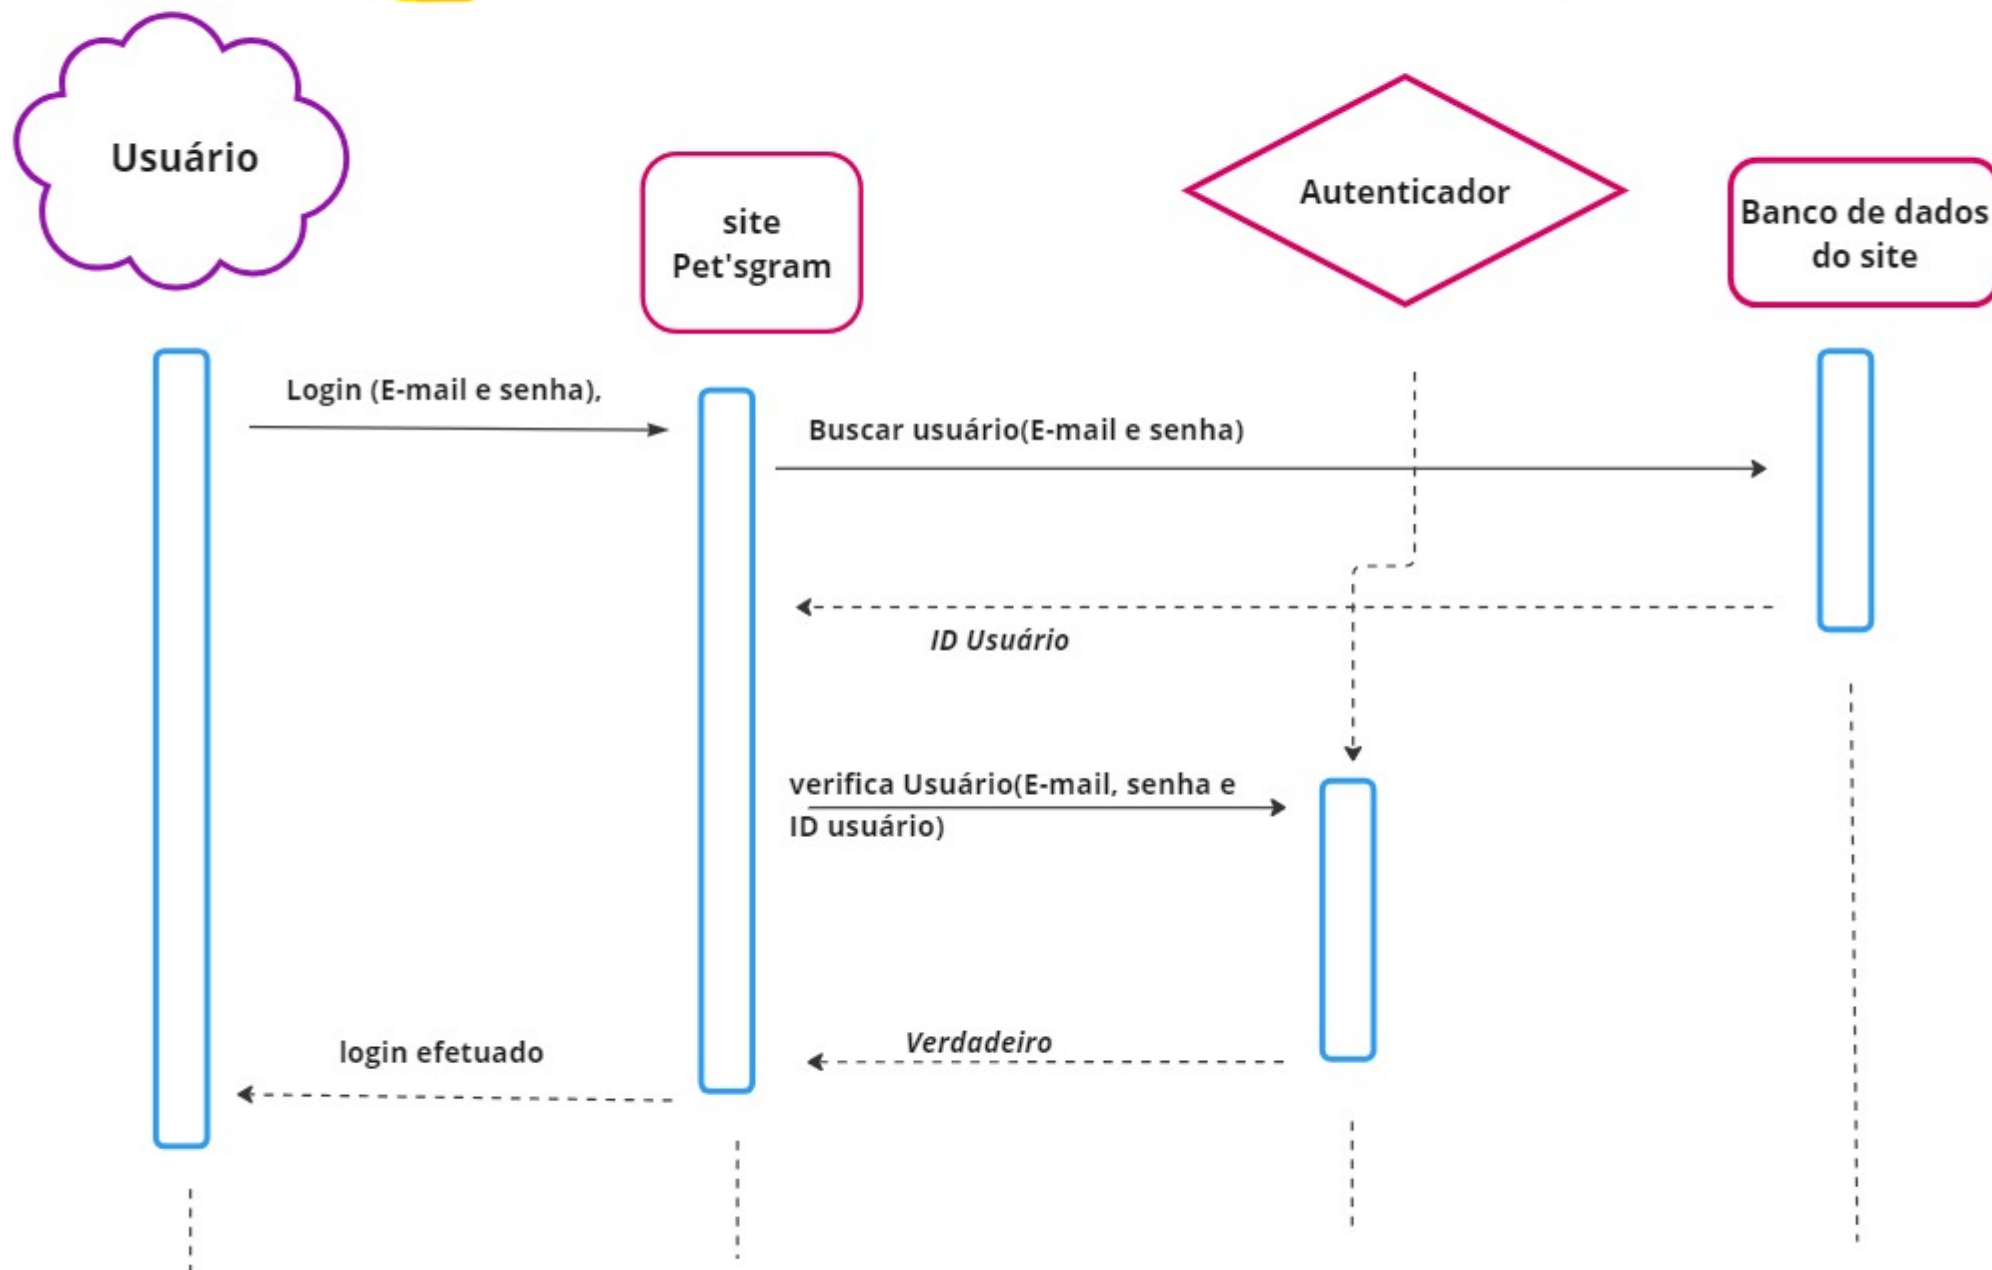 Usuário
site
Pet'sgram
Autenticador
Banco de dados
do site
Login (E-mail e senha),
Buscar usuário(E-mail e senha)
ID Usuário
verifica Usuário(E-mail, senha e
ID usuário)
Verdadeiro
login efetuado